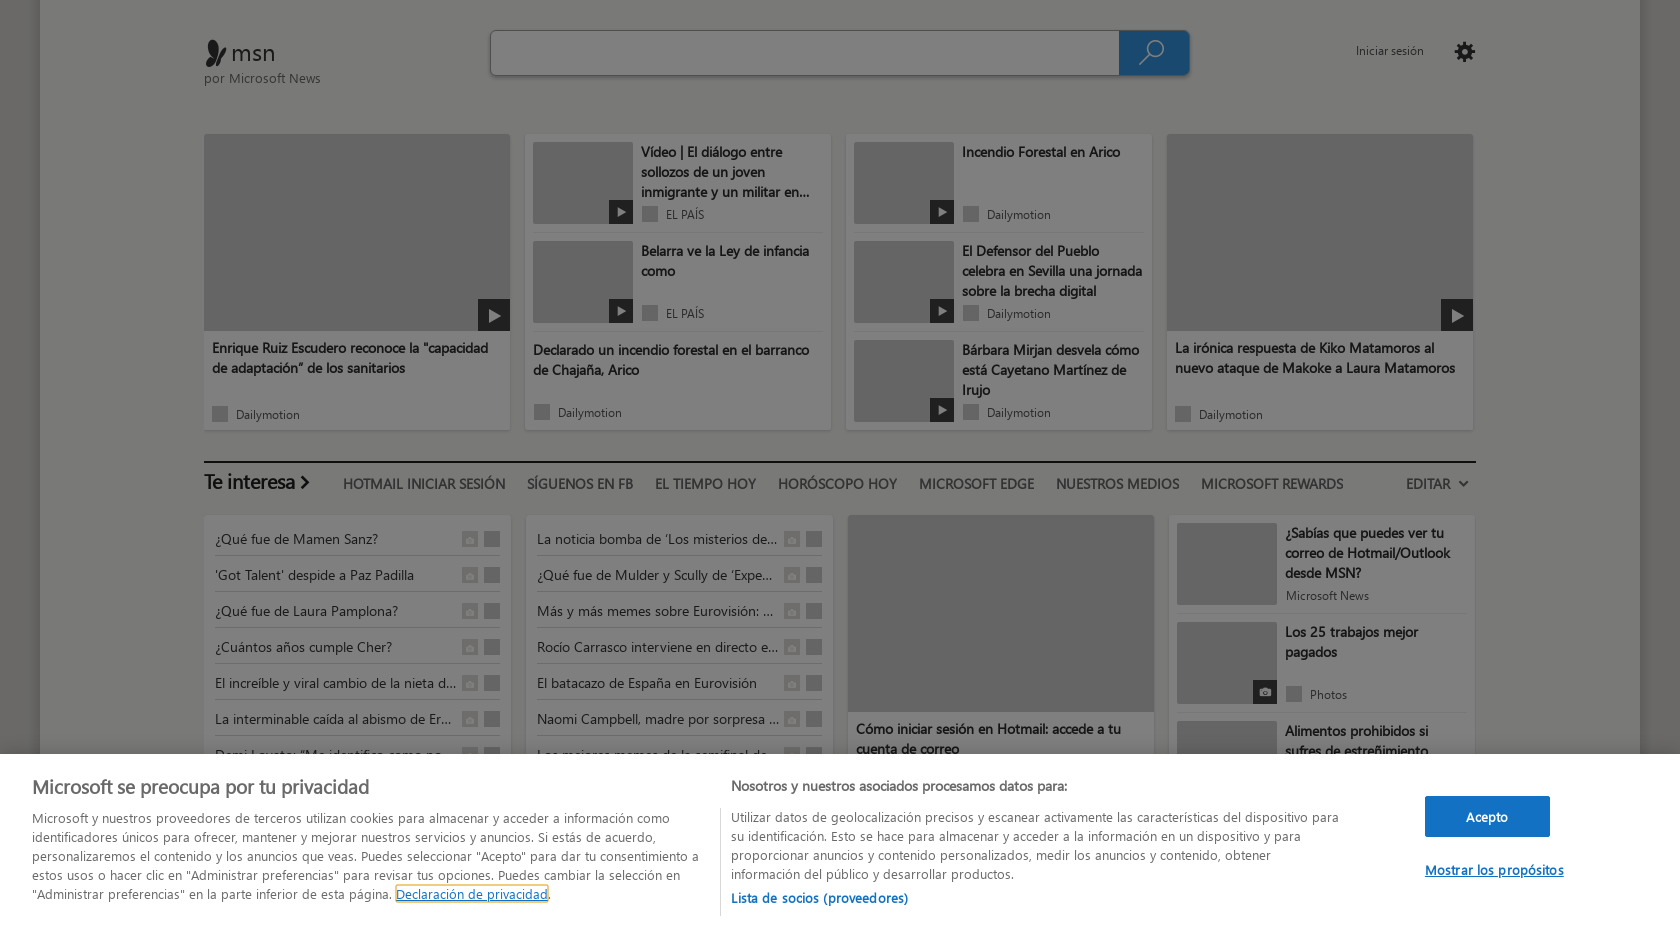 msn
por Microsoft News
Iniciar sesión
Enrique Ruiz Escudero reconoce la "capacidad
de adaptación” de los sanitarios
Dailymotion
Vídeo | El diálogo entre
sollozos de un joven
inmigrante y un militar en...
EL PAÍS
Belarra ve la Ley de infancia
como
EL PAÍS
Declarado un incendio forestal en el barranco
de Chajaña, Arico
Dailymotion
Incendio Forestal en Arico
Dailymotion
El Defensor del Pueblo
celebra en Sevilla una jornada
sobre la brecha digital
Dailymotion
Bárbara Mirjan desvela cómo
está Cayetano Martínez de
Irujo
Dailymotion
La irónica respuesta de Kiko Matamoros al
nuevo ataque de Makoke a Laura Matamoros
Dailymotion
Te interesa
HOTMAIL INICIAR SESIÓN SÍGUENOS EN FB EL TIEMPO HOY HORÓSCOPO HOY MICROSOFT EDGE NUESTROS MEDIOS MICROSOFT REWARDS EDITAR
¿Qué fue de Mamen Sanz?
'Got Talent' despide a Paz Padilla
¿Qué fue de Laura Pamplona?
¿Cuántos años cumple Cher?
El increíble y viral cambio de la nieta d...
La interminable caída al abismo de Er...
La noticia bomba de ‘Los misterios de...
¿Qué fue de Mulder y Scully de ‘Expe...
Más y más memes sobre Eurovisión: ...
Rocío Carrasco interviene en directo e...
El batacazo de España en Eurovisión
Naomi Campbell, madre por sorpresa ...
Cómo iniciar sesión en Hotmail: accede a tu
cuenta de correo
¿Sabías que puedes ver tu
correo de Hotmail/Outlook
desde MSN?
Microsoft News
Los 25 trabajos mejor
pagados
Photos
Alimentos prohibidos si
sufres de estreñimiento
Microsoft se preocupa por tu privacidad
Microsoft y nuestros proveedores de terceros utilizan cookies para almacenar y acceder a información como
identificadores únicos para ofrecer, mantener y mejorar nuestros servicios y anuncios. Si estás de acuerdo,
personalizaremos el contenido y los anuncios que veas. Puedes seleccionar "Acepto" para dar tu consentimiento a
estos usos o hacer clic en "Administrar preferencias" para revisar tus opciones. Puedes cambiar la selección en
"Administrar preferencias" en la parte inferior de esta página. Declaración de privacidad.
Nosotros y nuestros asociados procesamos datos para:
Utilizar datos de geolocalización precisos y escanear activamente las características del dispositivo para
su identificación. Esto se hace para almacenar y acceder a la información en un dispositivo y para
proporcionar anuncios y contenido personalizados, medir los anuncios y contenido, obtener
información del público y desarrollar productos.
Lista de socios (proveedores)
Acepto
Mostrar los propósitos